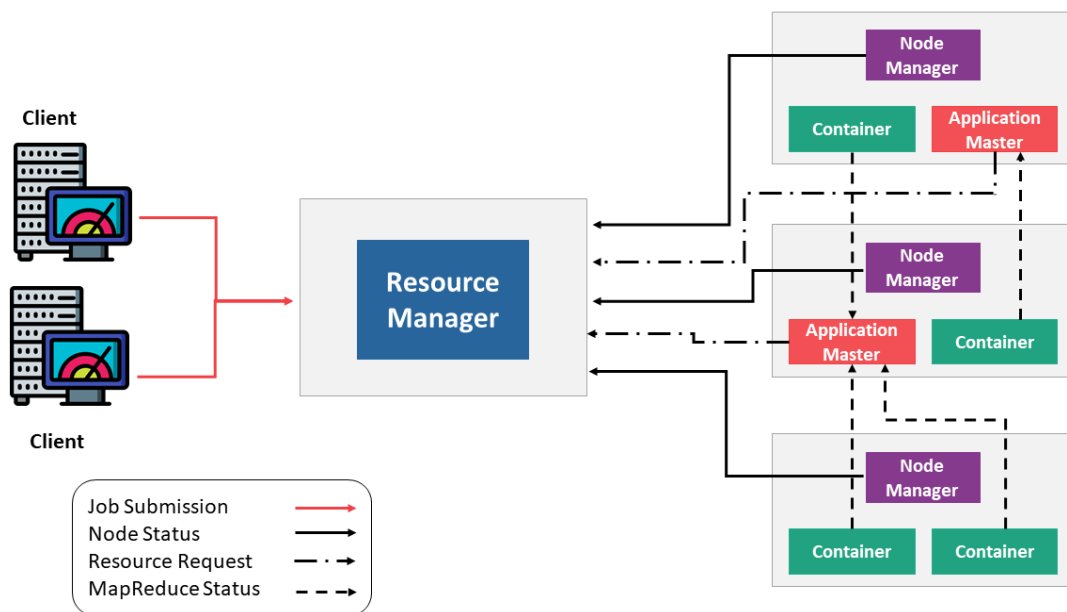 Client
Client
Job Submission
Node Status
Resource Request
MapReduce Status
Resource
Manager
Node
Manager
Container
Application
Master
Node
Manager
Application
Master
Container
Node
Manager
Container
Container